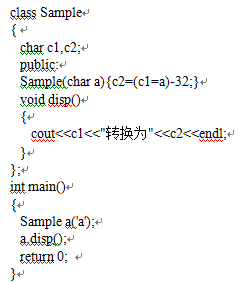 class Sample
{ char c1,c2;
public:
Sample(char a){c2=(c1=a)-32;}
void disp()
{
cout<<c1<<"转换为"<<c2<<endl;
}
};
int main()
{
Sample a('a');
a.disp();
return 0;
}